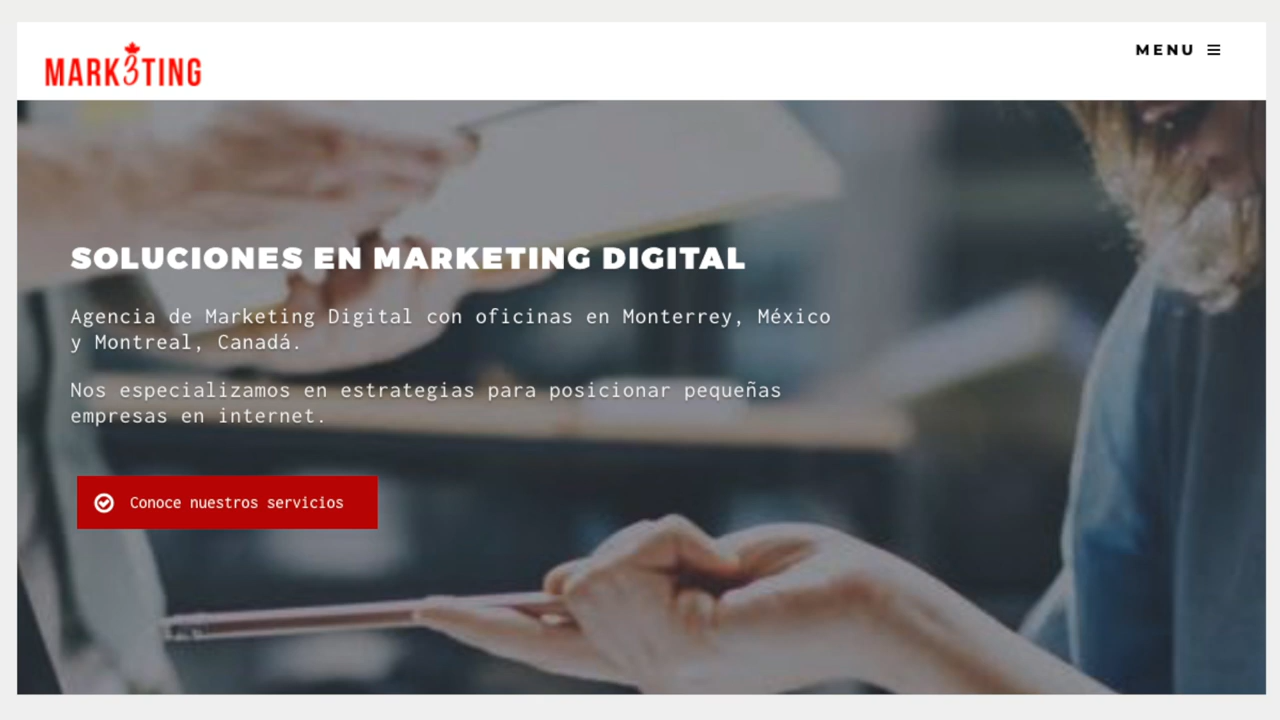 MARK3TING
MENU
SOLUCIONES EN MARKETING DIGITAL
Agencia de Marketing Digital con oficinas en Monterrey, México
y Montreal, Canadá.
Nos especializamos en estrategias para posicionar pequeñas
empresas en internet.
Conoce nuestros servicios